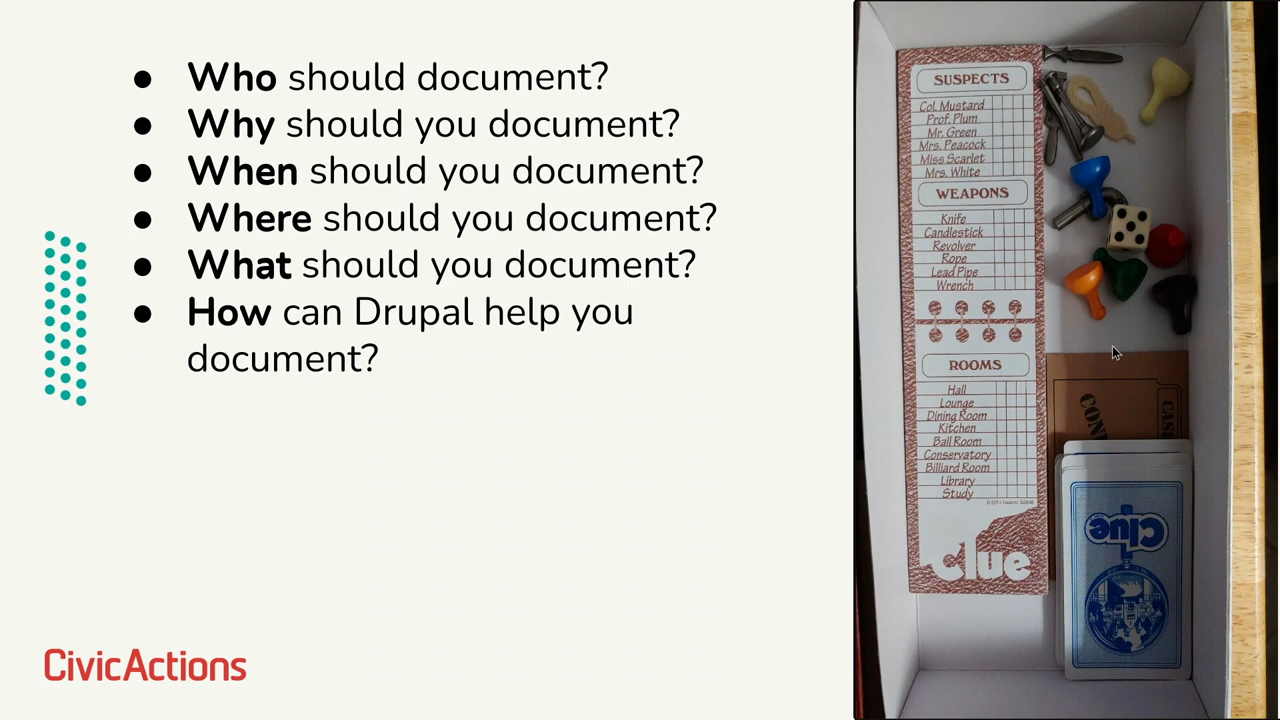 ● Who should document?
● Why should you document?
● When should you document?
● Where should you document?
● What should you document?
● How can Drupal help you
document?
CivicActions
SUSPECTS
Col. Mustard
Prof. Plum
Mr. Green
Mrs. Peacock
Miss Scarlet
Mrs. White
WEAPONS
Knife
Candlestick
Revolver
Rope
Lead Pipe
Wrench
ROOMS
Hall
Lounge
Dining Room
Kitchen
Ball Room
Conservatory
Billiard Room
Library
Study
Clue
CON
CAS
Clue